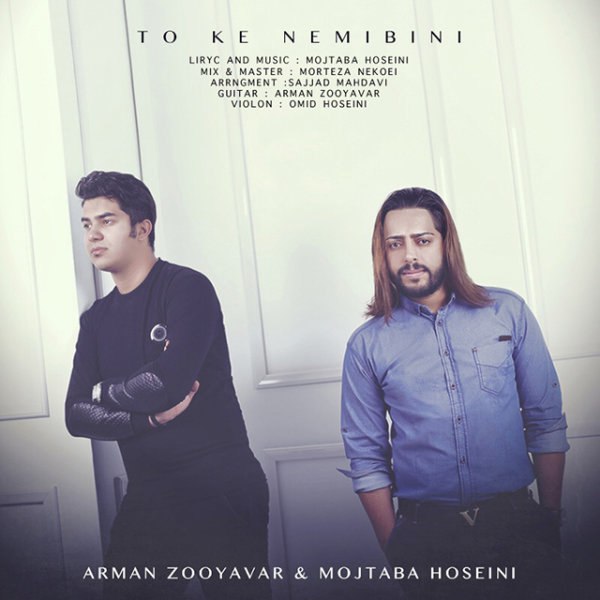 TO KE NEMIBINI
LIRYC AND MUSIC : MOJTABA HOSEINI
MIX & MASTER : MORTEZA NEKOEI
ARRNGMENT :SAJJAD MAHDAVI
GUITAR : ARMAN ZOOYAVAR
VIOLON : OMID HOSEINI
V
ARMAN ZOOYAVAR & MOJTABA HOSEINI